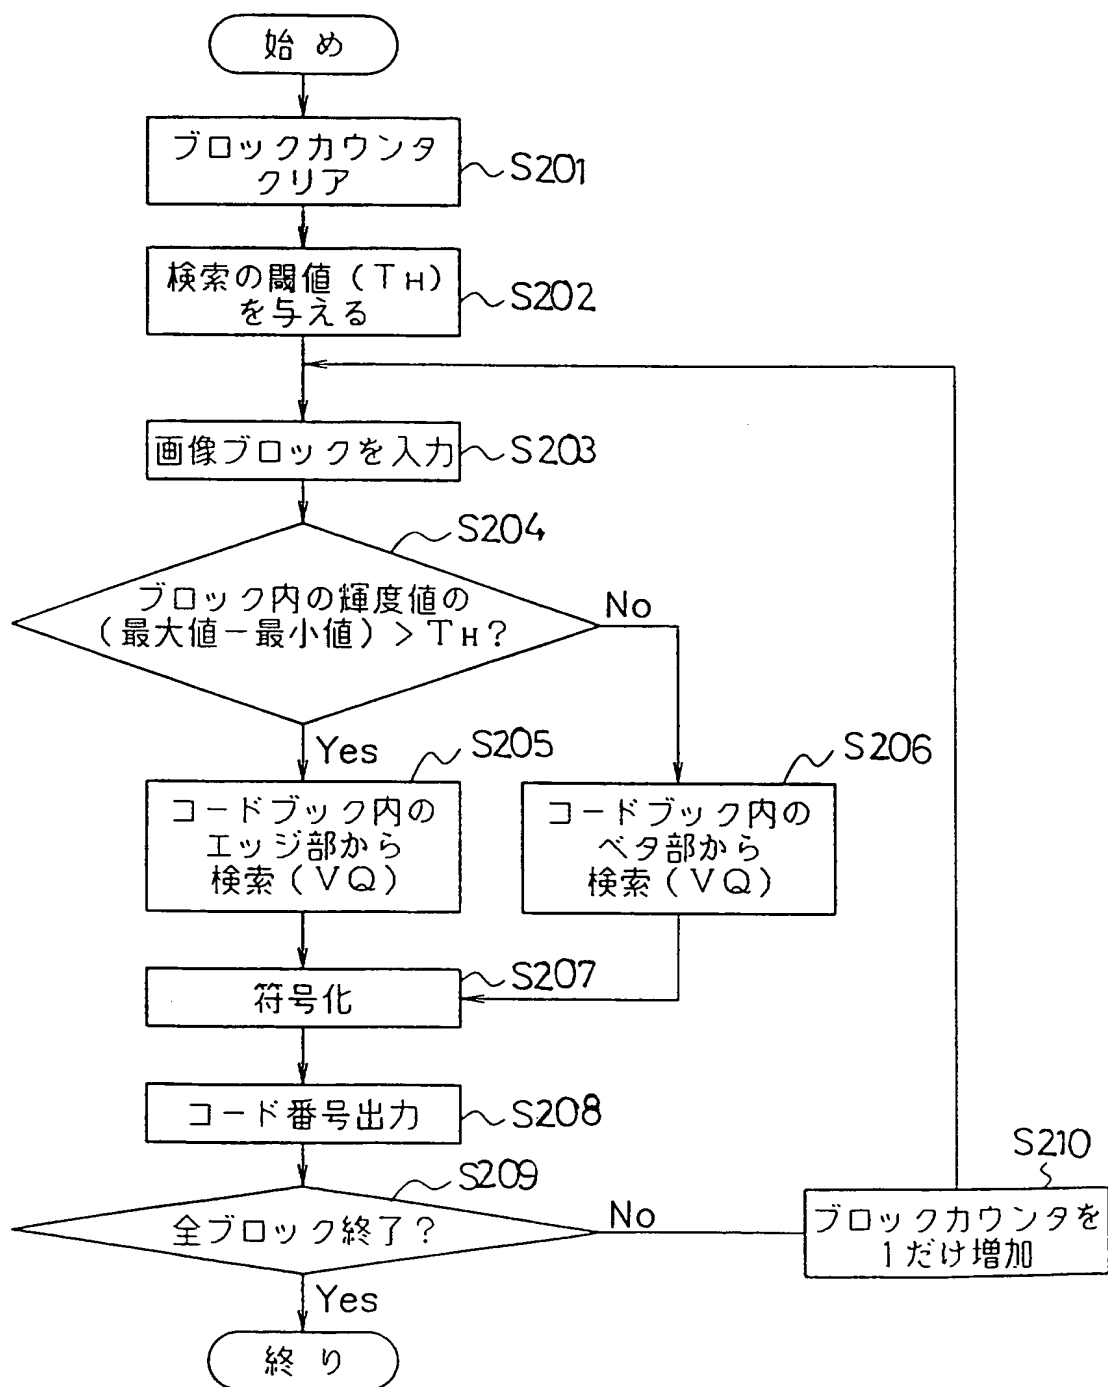 始め
ブロックカウンタ
クリア
S201
検索の閾値(TH)
を与える
S202
画像ブロックを入力
S203
S204
ブロック内の輝度値の
(最大値−最小値)>TH?
No
Yes
S205
コードブック内の
エッジ部から
検索(VQ)
S206
コードブック内の
ベタ部から
検索(VQ)
S207
符号化
コード番号出力
S208
S209
全ブロック終了?
No
S210
ブロックカウンタを
1だけ増加
Yes
終り